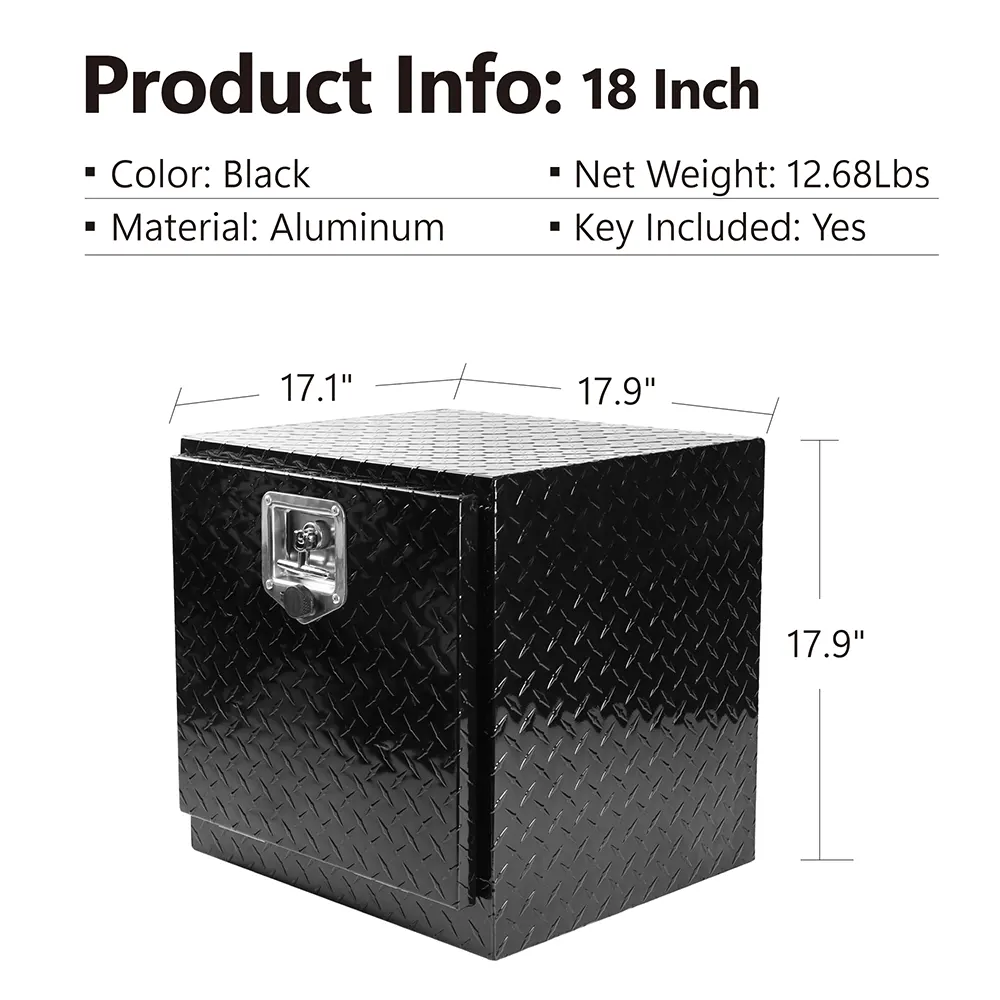 Product Info: 18 Inch
▪ Color: Black
▪ Net Weight: 12.68Lbs
▪ Material: Aluminum
▪ Key Included: Yes
17.1"
17.9"
17.9"